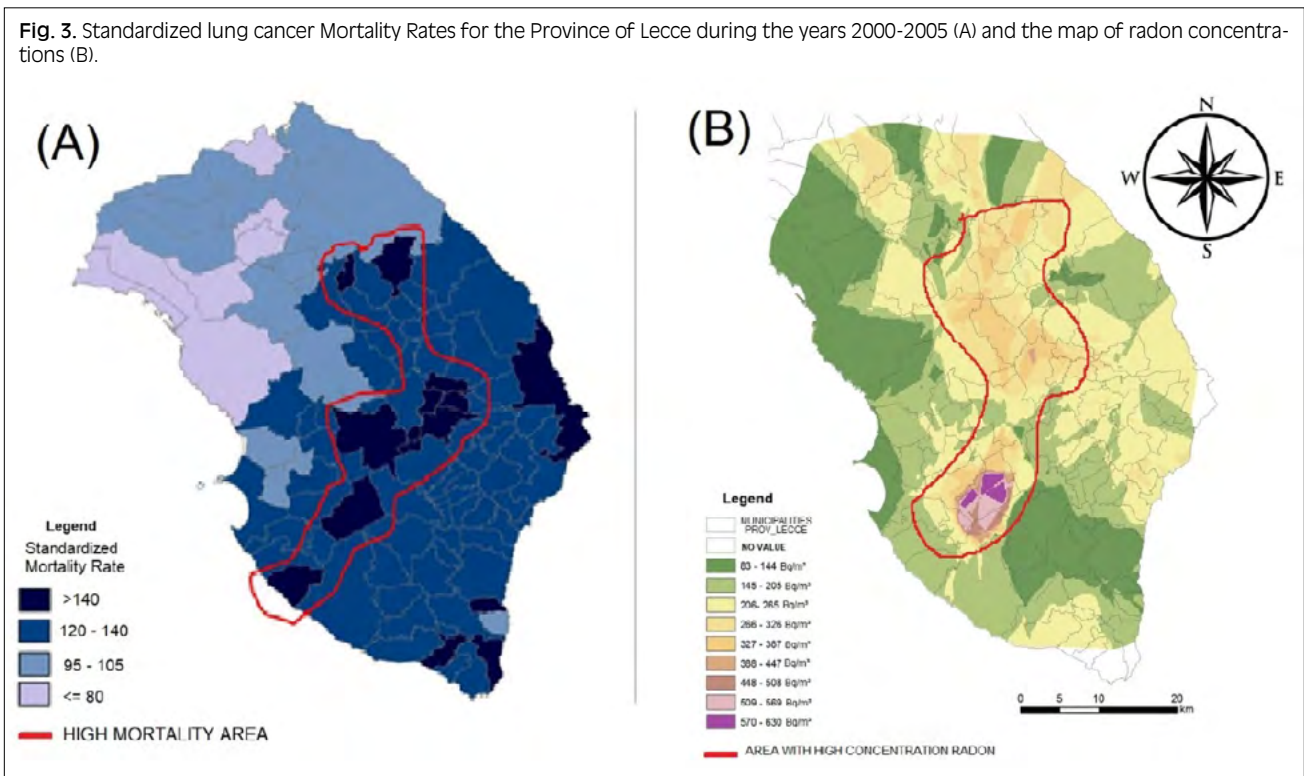 Fig. 3. Standardized lung cancer Mortality Rates for the Province of Lecce during the years 2000-2005 (A) and the map of radon concentra-
tions (B).
(A)
Legend
Standardized
Mortality Rate
>140
120 - 140
95 - 105
<= 80
HIGH MORTALITY AREA
(B)
N
W E
S
Legend
MUNICIPALITIES
PROV_LECCE
NO VALUE
83 - 144 Bq/m³
145 - 205 Bq/m³
206- 265 Bq/m³
266 - 326 Bq/m³
327 - 387 Bq/m³
388 - 447 Bq/m³
448 - 508 Bq/m³
509 - 569 Bq/m³
570 - 630 Bq/m³
AREA WITH HIGH CONCENTRATION RADON
0 5 10 20
km